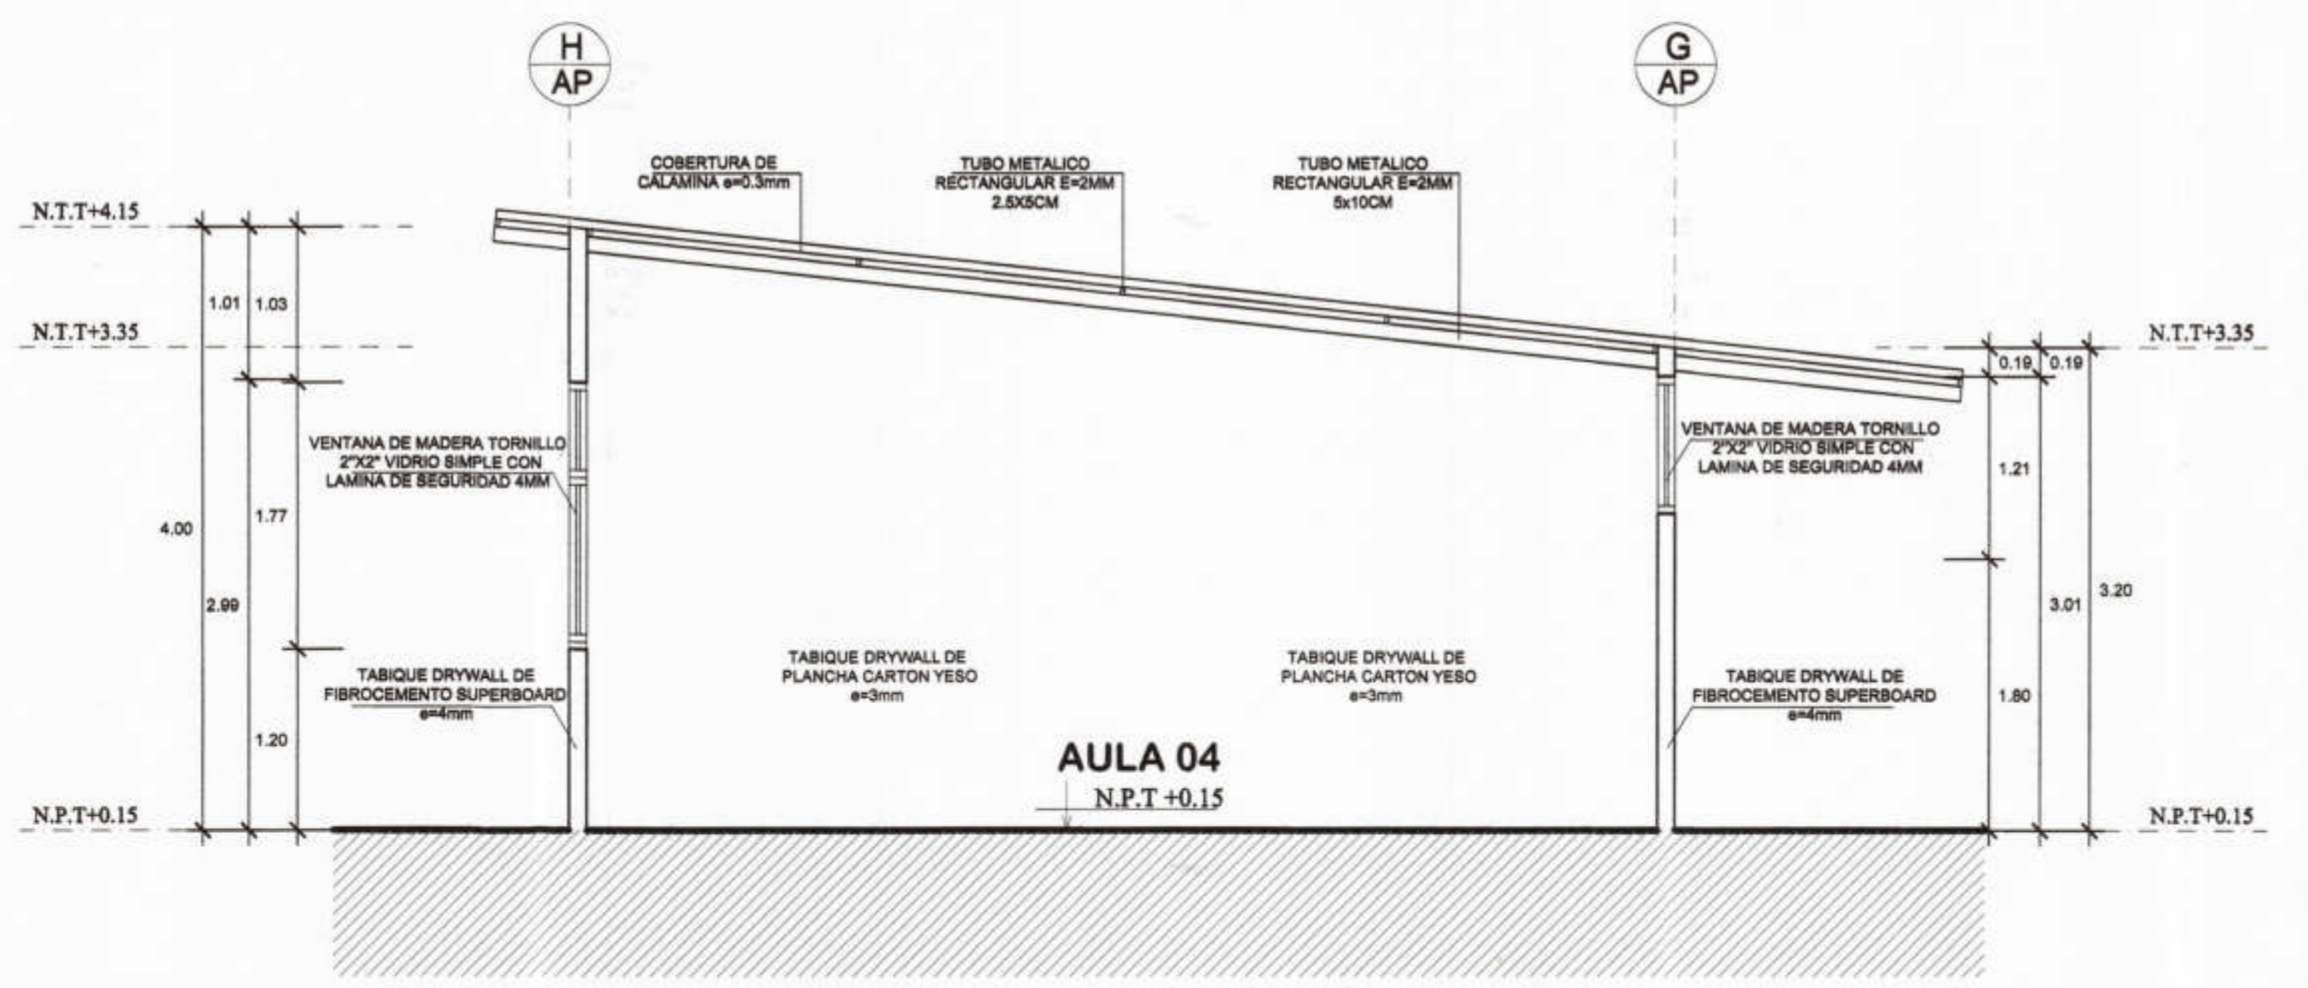 H
AP
G
AP
COBERTURA DE
CALAMINA e=0.3mm
TUBO METALICO
RECTANGULAR E=2MM
2.5X5CM
TUBO METALICO
RECTANGULAR E=2MM
5x10CM
N.T.T+4.15
N.T.T+3.35
N.T.T+3.35
1.01
1.03
0.19
0.19
VENTANA DE MADERA TORNILLO
2"X2" VIDRIO SIMPLE CON
LAMINA DE SEGURIDAD 4MM
VENTANA DE MADERA TORNILLO
2"X2" VIDRIO SIMPLE CON
LAMINA DE SEGURIDAD 4MM
4.00
1.77
2.99
1.20
1.21
3.01
3.20
1.80
TABIQUE DRYWALL DE
FIBROCEMENTO SUPERBOARD
e=4mm
TABIQUE DRYWALL DE
PLANCHA CARTON YESO
e=3mm
TABIQUE DRYWALL DE
PLANCHA CARTON YESO
e=3mm
TABIQUE DRYWALL DE
FIBROCEMENTO SUPERBOARD
e=4mm
AULA 04
N.P.T +0.15
N.P.T+0.15
N.P.T+0.15